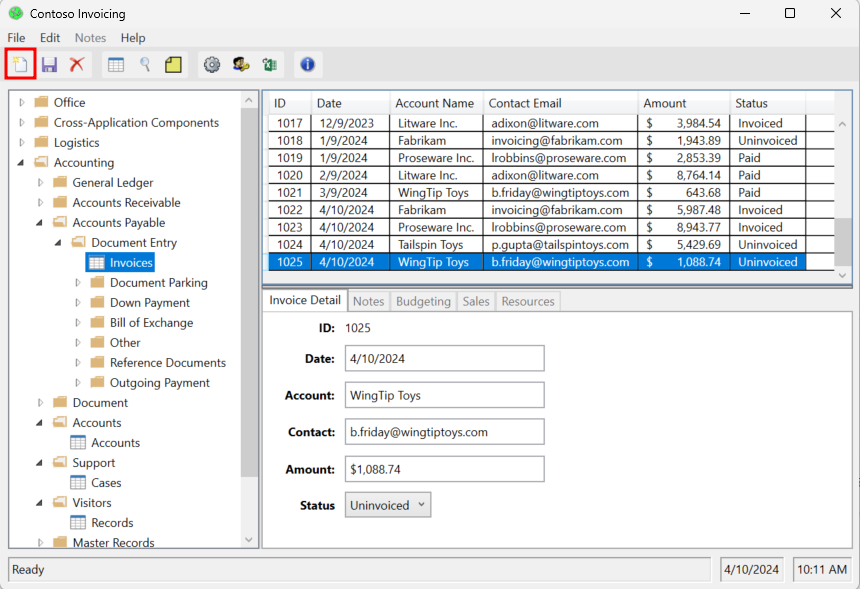 Contoso Invoicing
File Edit Notes Help
Office
Cross-Application Components
Logistics
Accounting
General Ledger
Accounts Receivable
Accounts Payable
Document Entry
Invoices
Document Parking
Down Payment
Bill of Exchange
Other
Reference Documents
Outgoing Payment
Document
Accounts
Accounts
Support
Cases
Visitors
Records
Master Records
ID Date Account Name Contact Email Amount Status
1017 12/9/2023 Litware Inc. adixon@litware.com $ 3,984.54 Invoiced
1018 1/9/2024 Fabrikam invoicing@fabrikam.com $ 1,943.89 Uninvoiced
1019 1/9/2024 Proseware Inc. lrobbins@proseware.com $ 2,853.39 Paid
1020 2/9/2024 Litware Inc. adixon@litware.com $ 8,764.14 Paid
1021 3/9/2024 WingTip Toys b.friday@wingtiptoys.com $ 643.68 Paid
1022 4/10/2024 Fabrikam invoicing@fabrikam.com $ 5,987.48 Invoiced
1023 4/10/2024 Proseware Inc. lrobbins@proseware.com $ 8,943.77 Invoiced
1024 4/10/2024 Tailspin Toys p.gupta@tailspintoys.com $ 5,429.69 Uninvoiced
1025 4/10/2024 WingTip Toys b.friday@wingtiptoys.com $ 1,088.74 Uninvoiced
Invoice Detail Notes Budgeting Sales Resources
ID: 1025
Date: 4/10/2024
Account: WingTip Toys
Contact: b.friday@wingtiptoys.com
Amount: $1,088.74
Status Uninvoiced
Ready 4/10/2024 10:11 AM